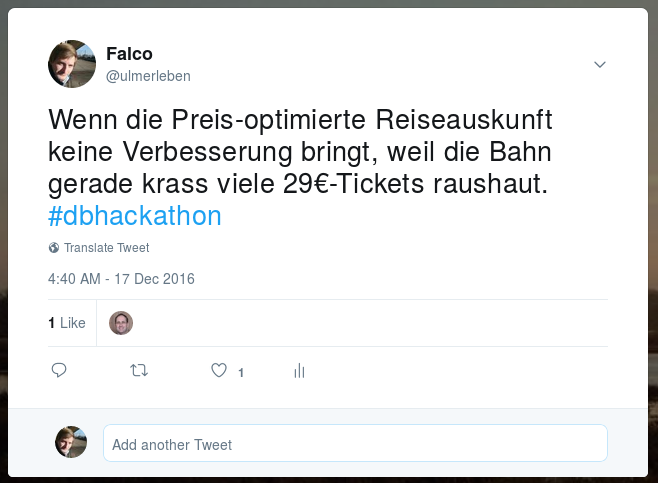 Falco
@ulmerleben
Wenn die Preis-optimierte Reiseauskunft
keine Verbesserung bringt, weil die Bahn
gerade krass viele 29€-Tickets raushaut.
#dbhackathon
Translate Tweet
4:40 AM - 17 Dec 2016
1 Like
1
Add another Tweet